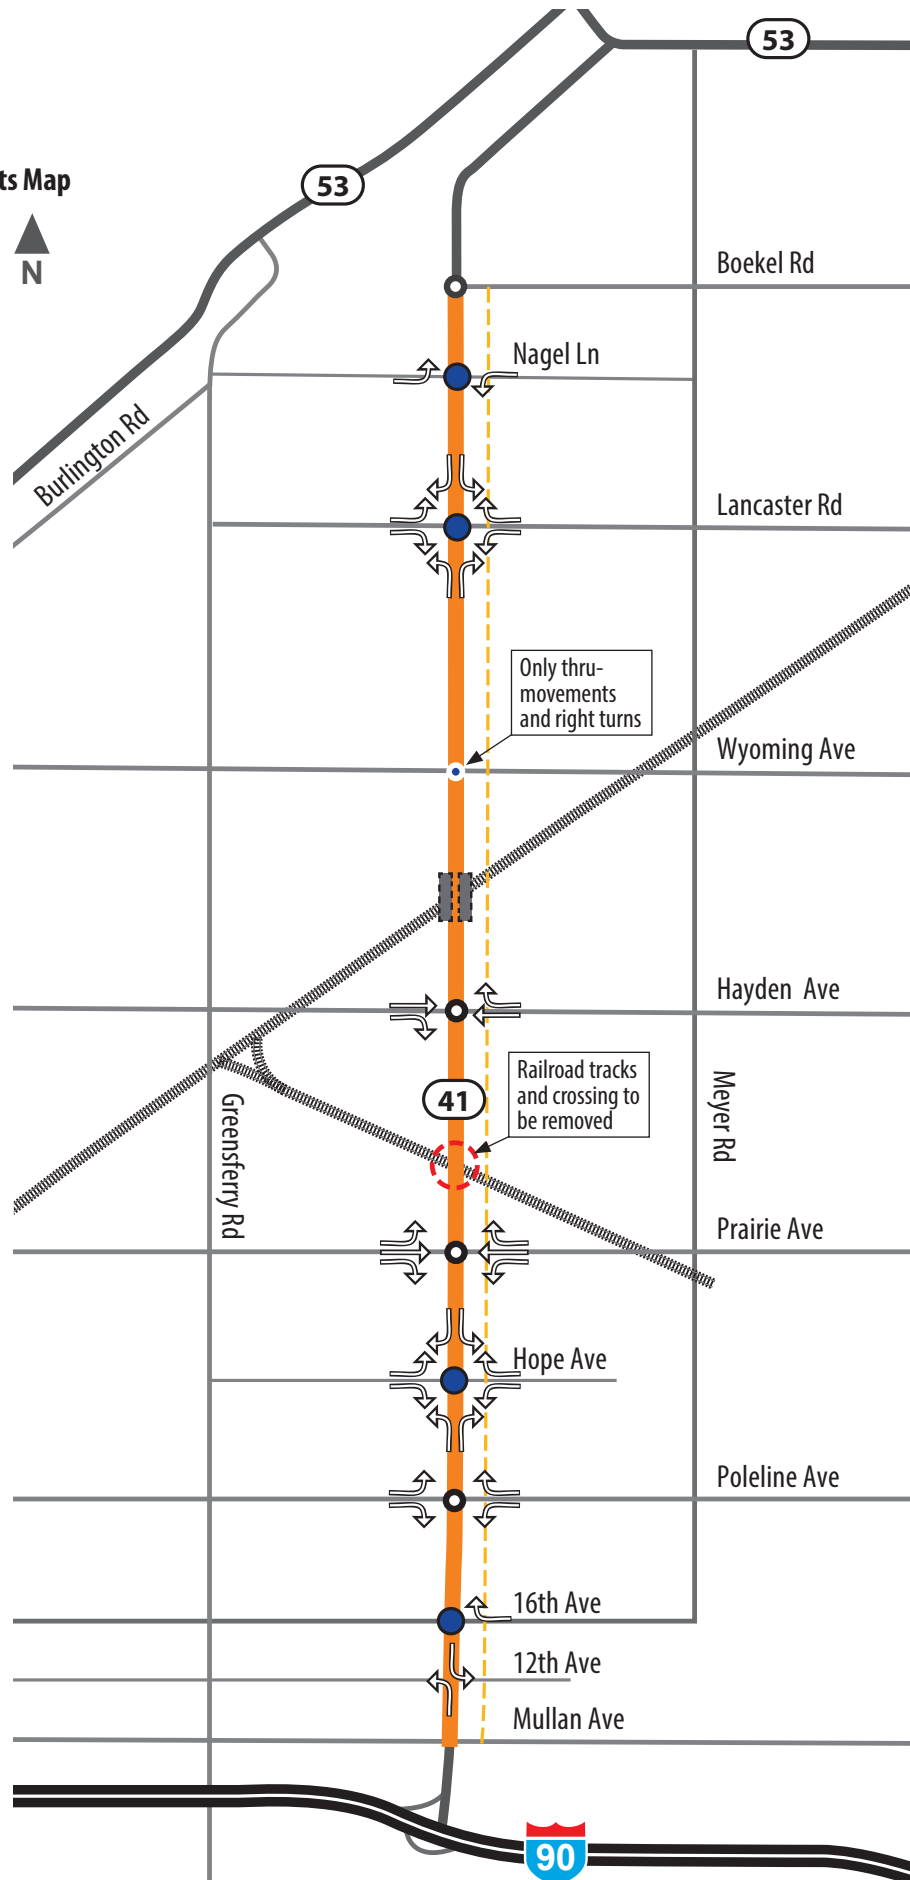 53
ts Map
53
N
Boekel Rd
Nagel Ln
Burlington Rd
Lancaster Rd
Only thru-
movements
and right turns
Wyoming Ave
Hayden Ave
Railroad tracks
and crossing to
be removed
41
Meyer Rd
Greensferry Rd
Prairie Ave
Hope Ave
Poleline Ave
16th Ave
12th Ave
Mullan Ave
90